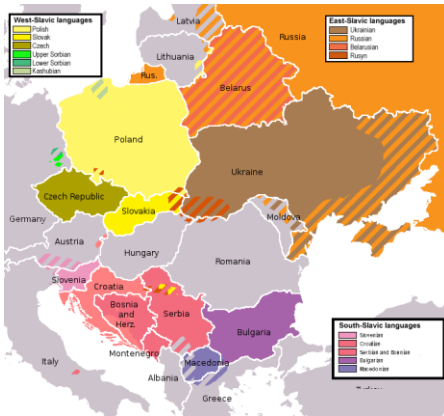 West-Slavic languages
Polish
Slovak
Czech
Upper Sorbian
Lower Sorbian
Kashubian
East-Slavic languages
Ukrainian
Russian
Belarusian
Rusyn
Latvia
Russia
Lithuania
Rus.
Belarus
Poland
Ukraine
Czech Republic
Slovakia
Moldova
Germany
Austria
Hungary
Romania
Slovenia
Croatia
Bosnia
and
Herz.
Serbia
Bulgaria
Montenegro
Italy
Macedonia
Albania
Greece
South-Slavic languages
Slovenian
Croatian
Serbian and Bosnian
Bulgarian
Macedonian